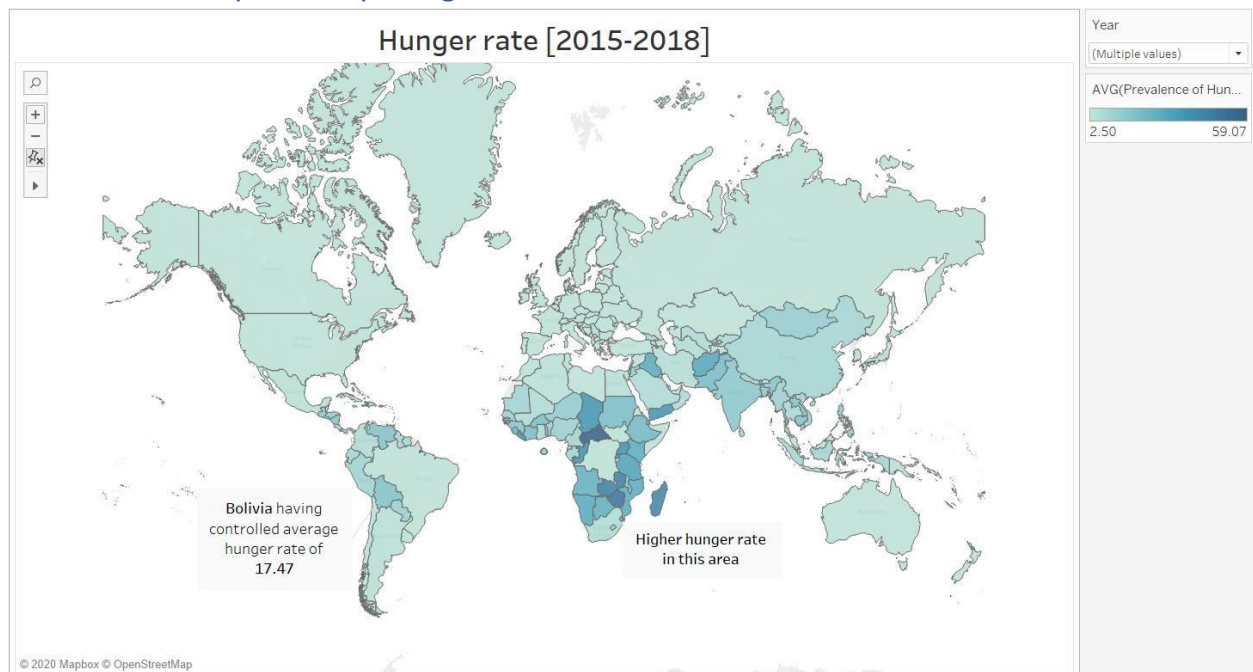 Hunger rate [2015-2018]
Year
(Multiple values)
AVG(Prevalence of Hun...
2.50 59.07
Bolivia having
controlled average
hunger rate of
17.47
Higher hunger rate
in this area
© 2020 Mapbox © OpenStreetMap